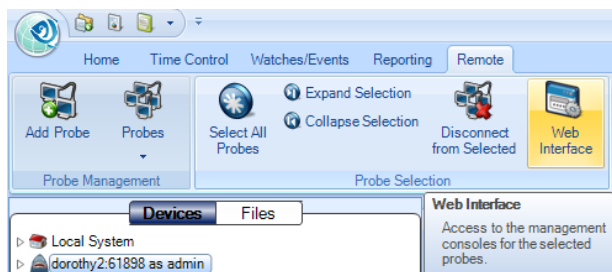 Home Time Control Watches/Events Reporting Remote
Add Probe
Probes
Select All
Probes
Expand Selection
Collapse Selection
Disconnect
from Selected
Web
Interface
Probe Management
Probe Selection
Devices Files
Local System
dorothy2:61898 as admin
Web Interface
Access to the management
consoles for the selected
probes.